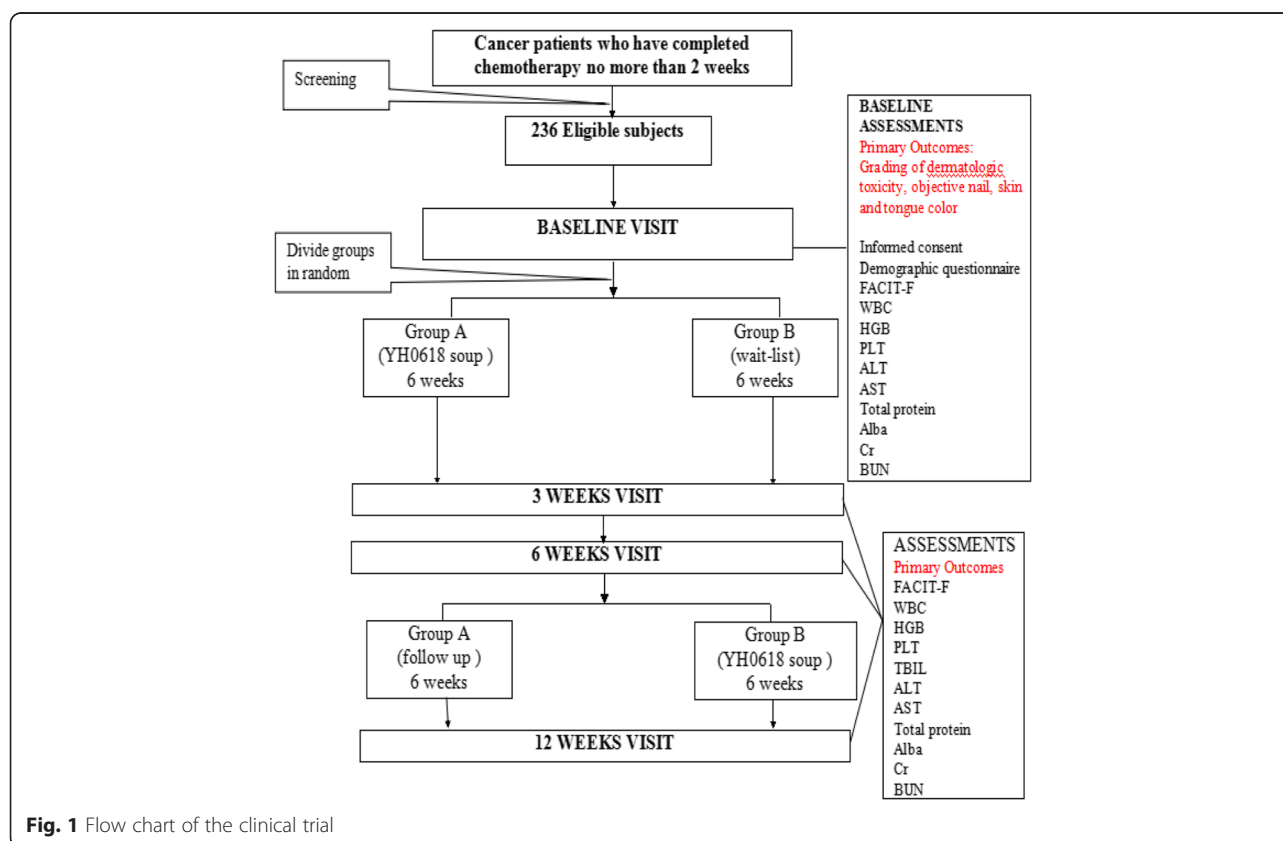 Cancer patients who have completed
chemotherapy no more than 2 weeks
Screening
236 Eligible subjects
BASELINE VISIT
Divide groups
in random
Group A
(YH0618 soup )
6 weeks
Group B
(wait-list)
6 weeks
BASELINE
ASSESSMENTS
Primary Outcomes:
Grading of dermatologic
toxicity, objective nail, skin
and tongue color
Informed consent
Demographic questionnaire
FACIT-F
WBC
HGB
PLT
ALT
AST
Total protein
Alba
Cr
BUN
3 WEEKS VISIT
6 WEEKS VISIT
Group A
(follow up )
6 weeks
Group B
(YH0618 soup )
6 weeks
12 WEEKS VISIT
ASSESSMENTS
Primary Outcomes
FACIT-F
WBC
HGB
PLT
TBIL
ALT
AST
Total protein
Alba
Cr
BUN
Fig. 1 Flow chart of the clinical trial